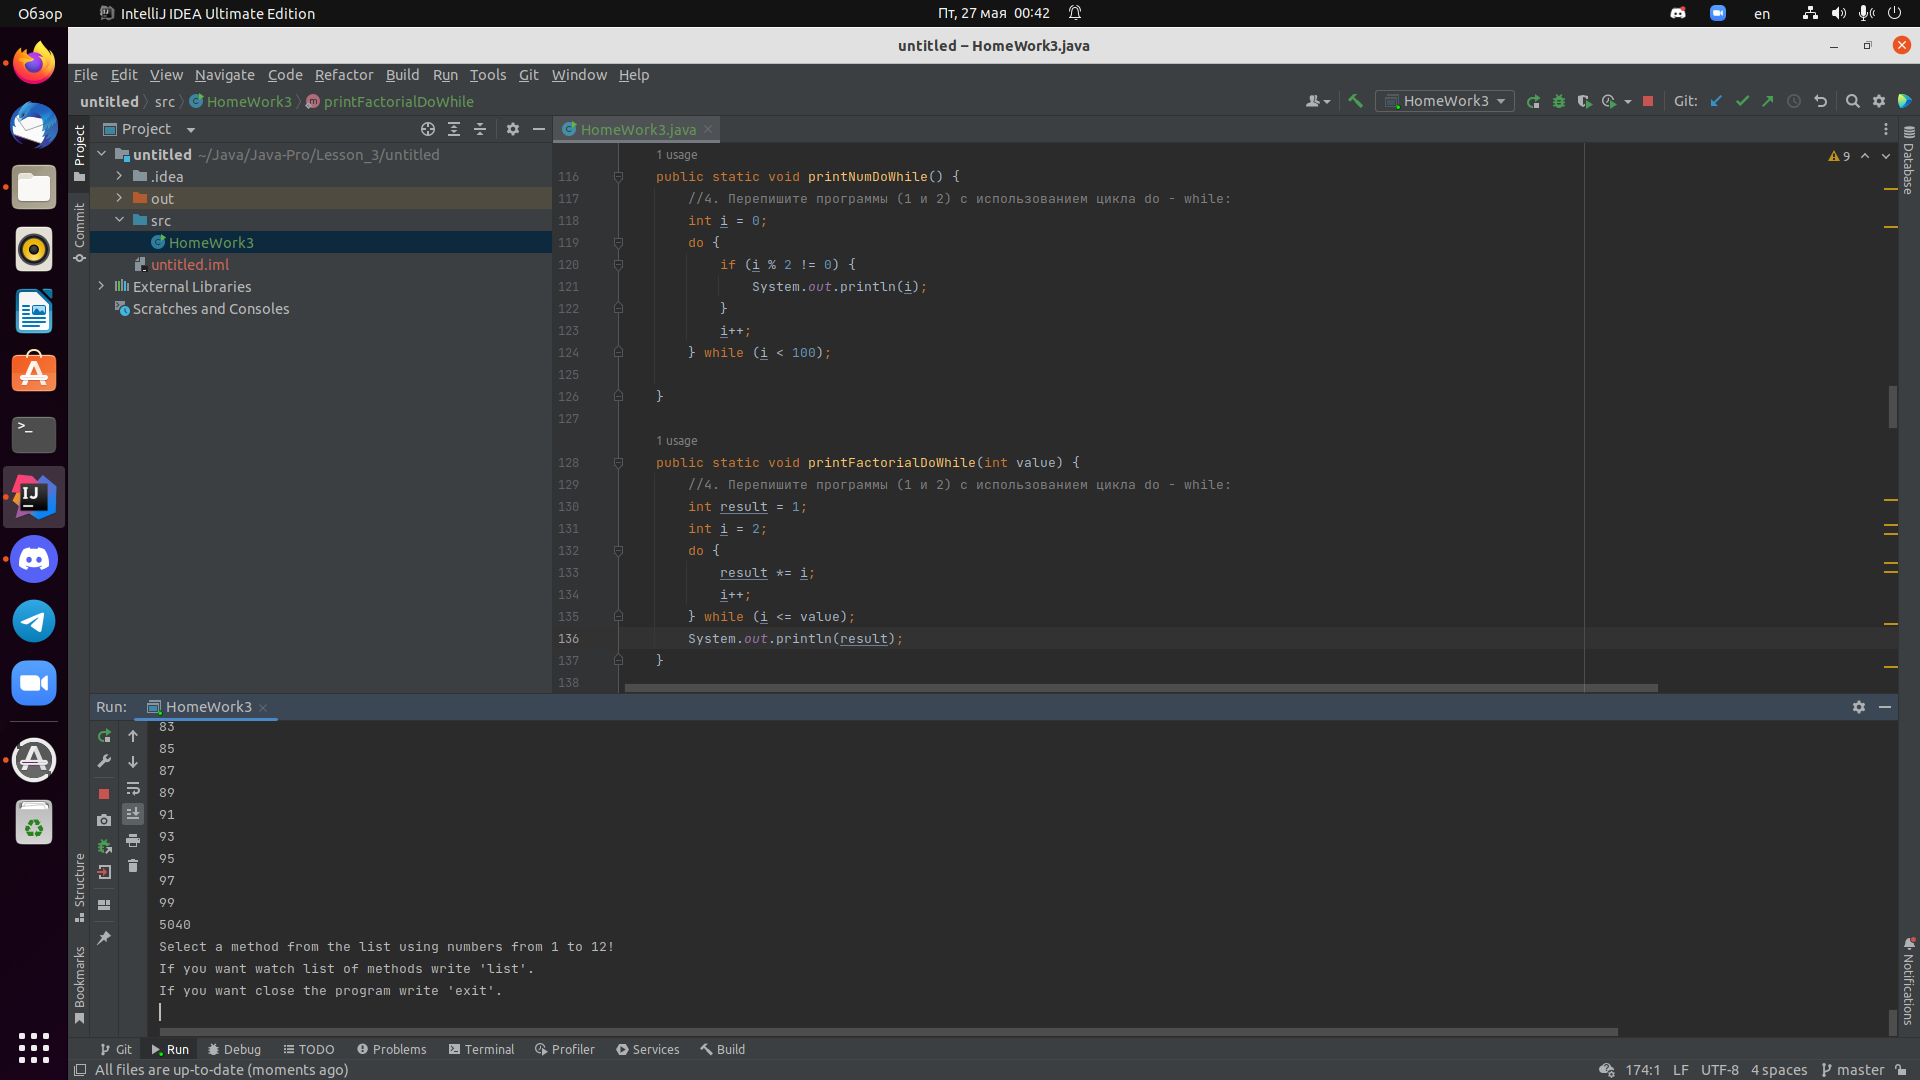 Обзор
IntelliJ IDEA Ultimate Edition
Пт, 27 мая 00:42
en
untitled – HomeWork3.java
File Edit View Navigate Code Refactor Build Run Tools Git Window Help
untitled src HomeWork3 printFactorialDoWhile
HomeWork3
Git:
Project
HomeWork3.java
Project
Commit
Structure
Bookmarks
Database
Notifications
untitled ~/Java/Java-Pro/Lesson_3/untitled
.idea
out
src
HomeWork3
untitled.iml
External Libraries
Scratches and Consoles
9
1 usage
116 public static void printNumDoWhile() {
117 //4. Перепишите программы (1 и 2) с использованием цикла do - while:
118 int i = 0;
119 do {
120 if (i % 2 != 0) {
121 System.out.println(i);
122 }
123 i++;
124 } while (i < 100);
125
126 }
127
1 usage
128 public static void printFactorialDoWhile(int value) {
129 //4. Перепишите программы (1 и 2) с использованием цикла do - while:
130 int result = 1;
131 int i = 2;
132 do {
133 result *= i;
134 i++;
135 } while (i <= value);
136 System.out.println(result);
137 }
138
Run: HomeWork3
83
85
87
89
91
93
95
97
99
5040
Select a method from the list using numbers from 1 to 12!
If you want watch list of methods write 'list'.
If you want close the program write 'exit'.
Git Run Debug TODO Problems Terminal Profiler Services Build
All files are up-to-date (moments ago)
174:1 LF UTF-8 4 spaces master